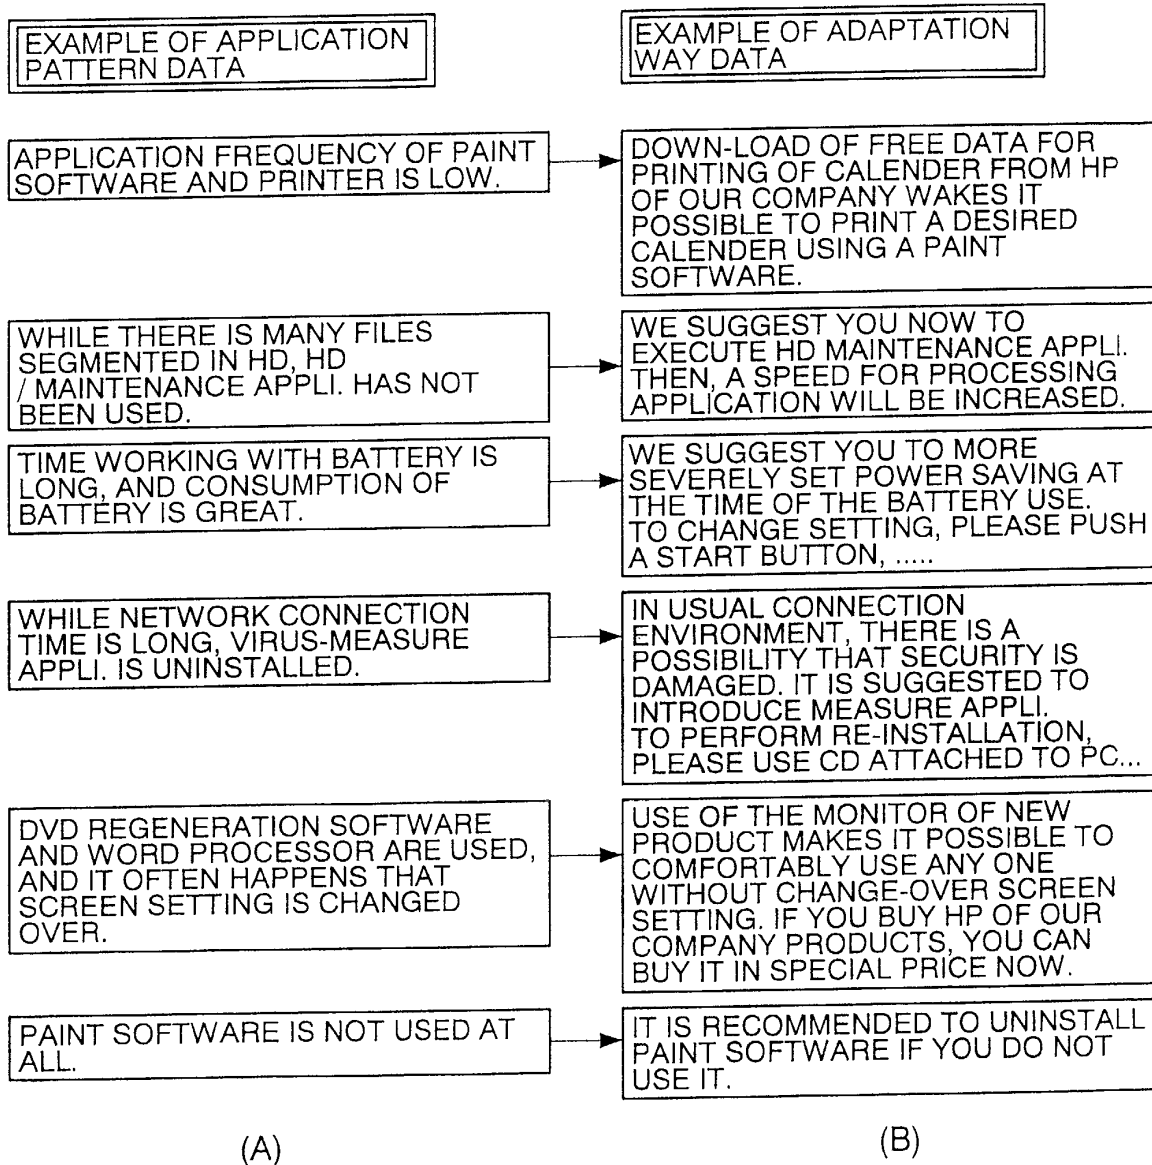 EXAMPLE OF APPLICATION
PATTERN DATA
EXAMPLE OF ADAPTATION
WAY DATA
APPLICATION FREQUENCY OF PAINT
SOFTWARE AND PRINTER IS LOW.
DOWN-LOAD OF FREE DATA FOR
PRINTING OF CALENDER FROM HP
OF OUR COMPANY WAKES IT
POSSIBLE TO PRINT A DESIRED
CALENDER USING A PAINT
SOFTWARE.
WHILE THERE IS MANY FILES
SEGMENTED IN HD, HD
/ MAINTENANCE APPLI. HAS NOT
BEEN USED.
WE SUGGEST YOU NOW TO
EXECUTE HD MAINTENANCE APPLI.
THEN, A SPEED FOR PROCESSING
APPLICATION WILL BE INCREASED.
TIME WORKING WITH BATTERY IS
LONG, AND CONSUMPTION OF
BATTERY IS GREAT.
WE SUGGEST YOU TO MORE
SEVERELY SET POWER SAVING AT
THE TIME OF THE BATTERY USE.
TO CHANGE SETTING, PLEASE PUSH
A START BUTTON, .....
WHILE NETWORK CONNECTION
TIME IS LONG, VIRUS-MEASURE
APPLI. IS UNINSTALLED.
IN USUAL CONNECTION
ENVIRONMENT, THERE IS A
POSSIBILITY THAT SECURITY IS
DAMAGED. IT IS SUGGESTED TO
INTRODUCE MEASURE APPLI.
TO PERFORM RE-INSTALLATION,
PLEASE USE CD ATTACHED TO PC...
DVD REGENERATION SOFTWARE
AND WORD PROCESSOR ARE USED,
AND IT OFTEN HAPPENS THAT
SCREEN SETTING IS CHANGED
OVER.
USE OF THE MONITOR OF NEW
PRODUCT MAKES IT POSSIBLE TO
COMFORTABLY USE ANY ONE
WITHOUT CHANGE-OVER SCREEN
SETTING. IF YOU BUY HP OF OUR
COMPANY PRODUCTS, YOU CAN
BUY IT IN SPECIAL PRICE NOW.
PAINT SOFTWARE IS NOT USED AT
ALL.
IT IS RECOMMENDED TO UNINSTALL
PAINT SOFTWARE IF YOU DO NOT
USE IT.
(A)
(B)